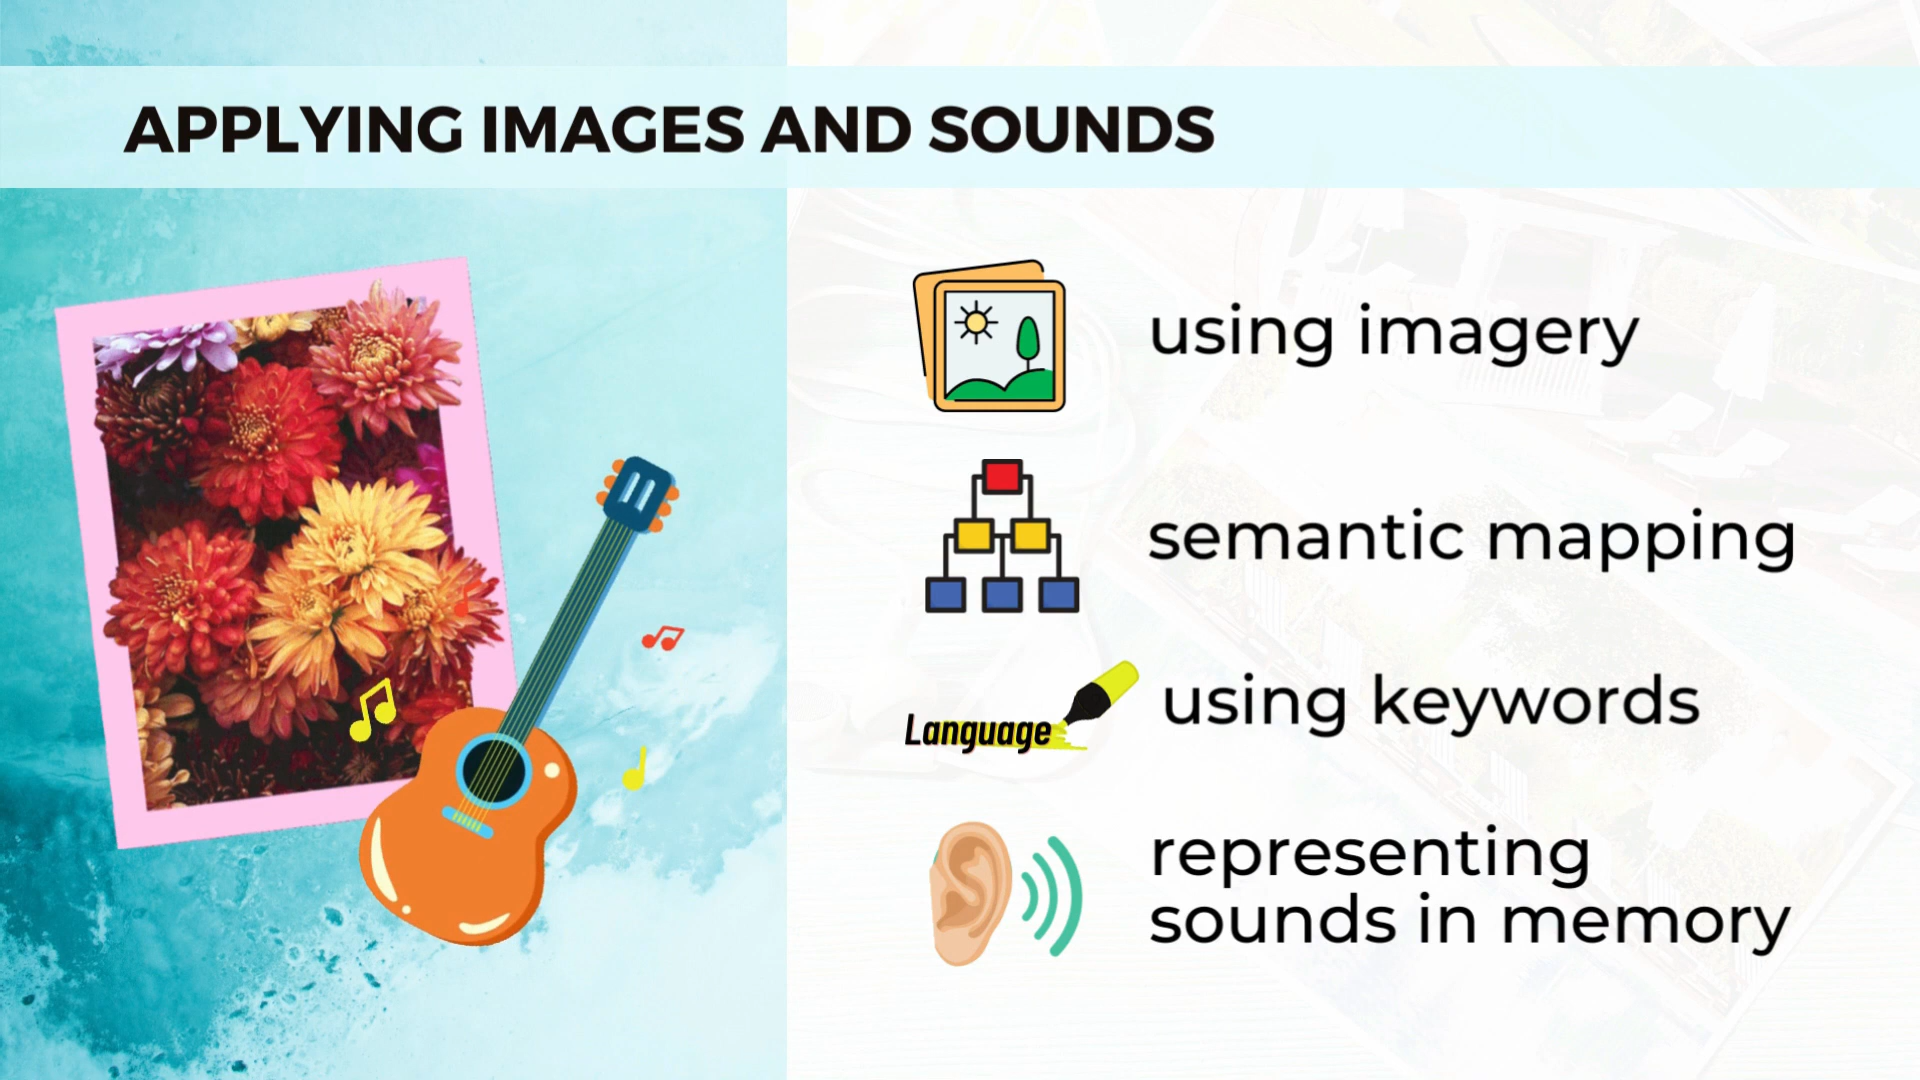 APPLYING IMAGES AND SOUNDS
using imagery
semantic mapping
Language
using keywords
representing
sounds in memory